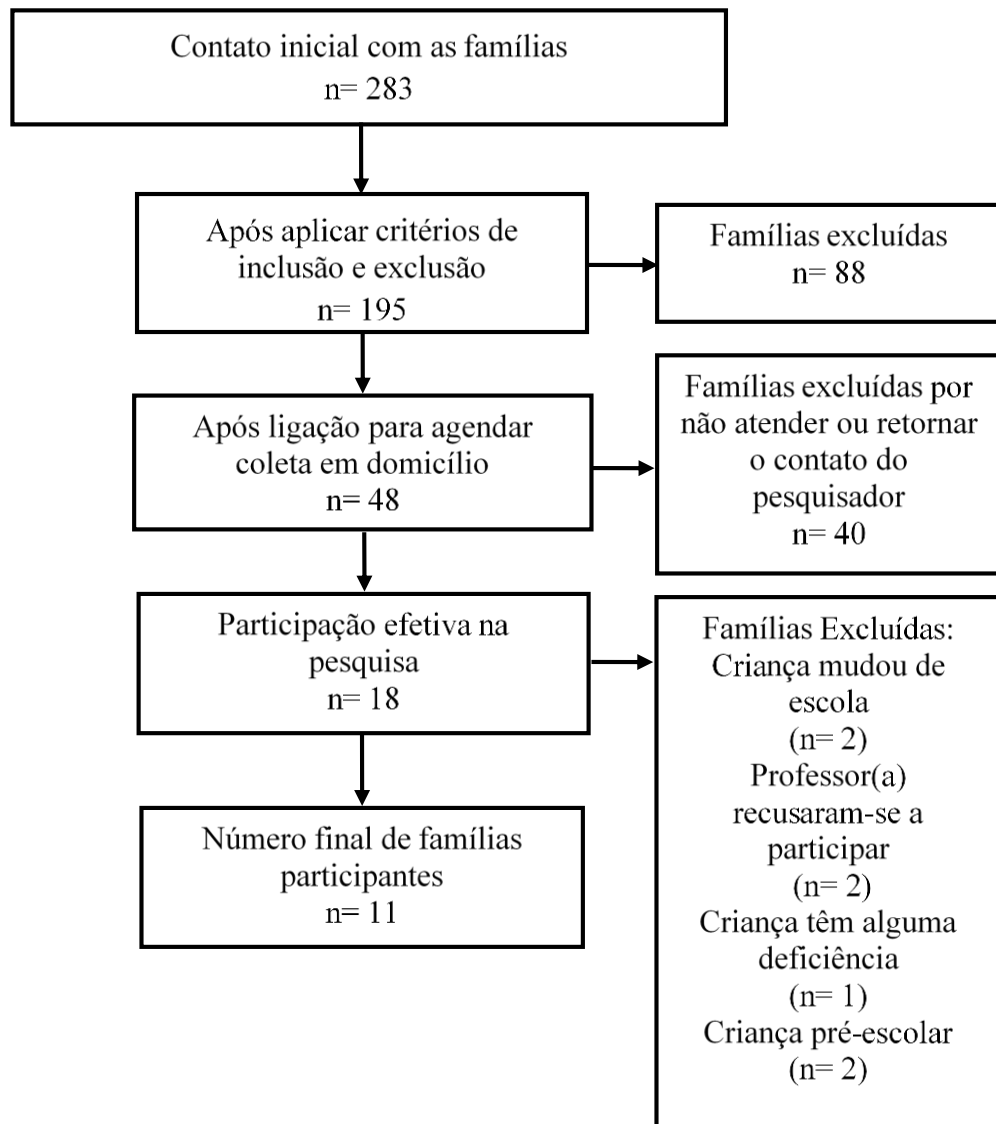 Contato inicial com as famílias
n= 283
Após aplicar critérios de
inclusão e exclusão
n= 195
Famílias excluídas
n= 88
Após ligação para agendar
coleta em domicílio
n= 48
Famílias excluídas por
não atender ou retornar
o contato do
pesquisador
n= 40
Participação efetiva na
pesquisa
n= 18
Famílias Excluídas:
Criança mudou de
escola
(n= 2)
Professor(a)
recusaram-se a
participar
(n= 2)
Criança têm alguma
deficiência
(n= 1)
Criança pré-escolar
(n= 2)
Número final de famílias
participantes
n= 11